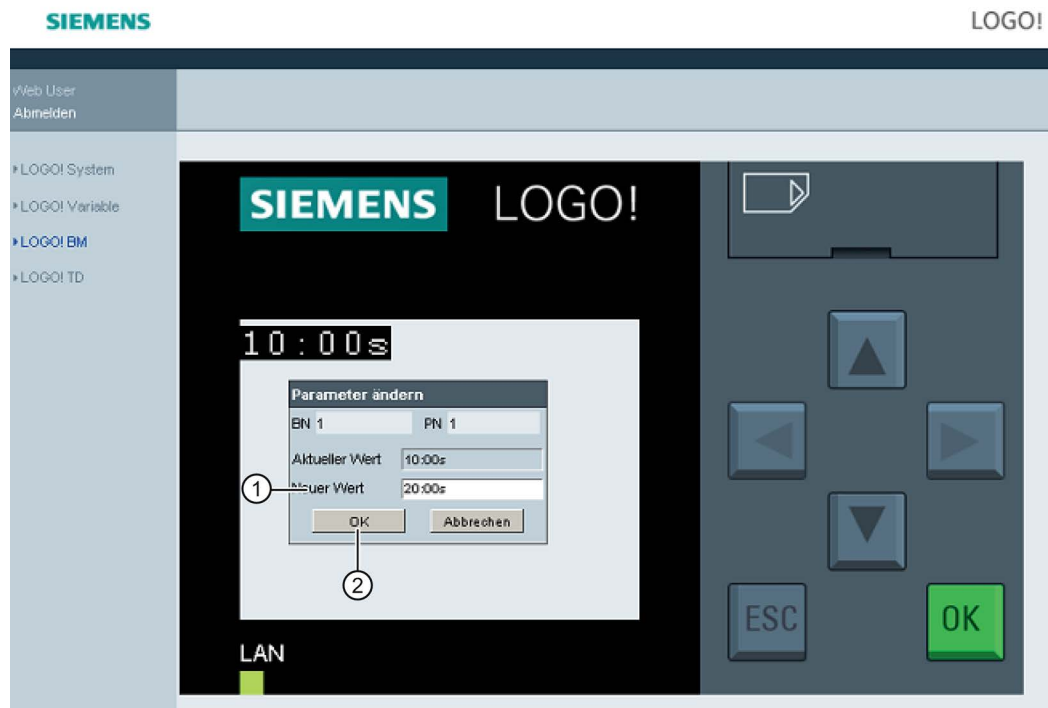 SIEMENS
LOGO!
Web User
Abmelden
LOGO! System
LOGO! Variable
LOGO! BM
LOGO! TD
SIEMENS LOGO!
10:00s
Parameter ändern
BN 1 PN 1
Aktueller Wert 10:00s
1 Neuer Wert 20:00s
OK Abbrechen
2
ESC OK
LAN